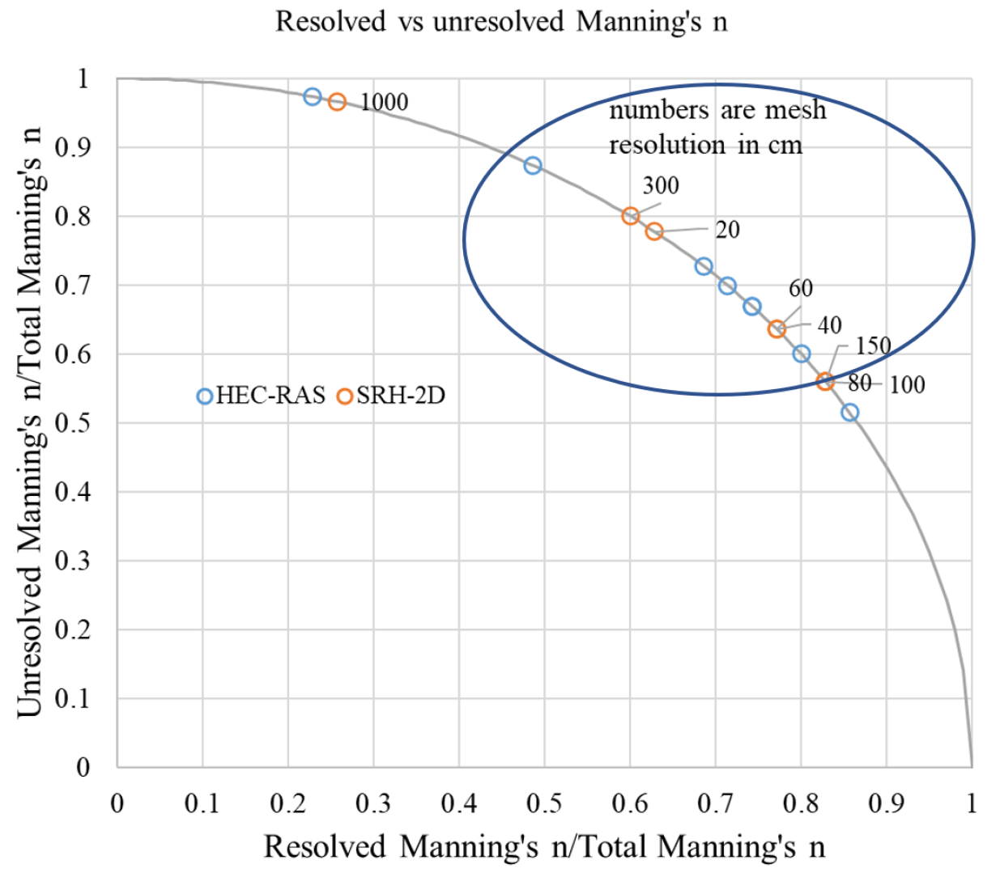 Resolved vs unresolved Manning's n
Unresolved Manning's n/Total Manning's n
1
0.9
0.8
0.7
0.6
0.5
0.4
0.3
0.2
0.1
0
1000
numbers are mesh
resolution in cm
300
20
60
40
150
80
100
HEC-RAS
SRH-2D
0 0.1 0.2 0.3 0.4 0.5 0.6 0.7 0.8 0.9 1
Resolved Manning's n/Total Manning's n